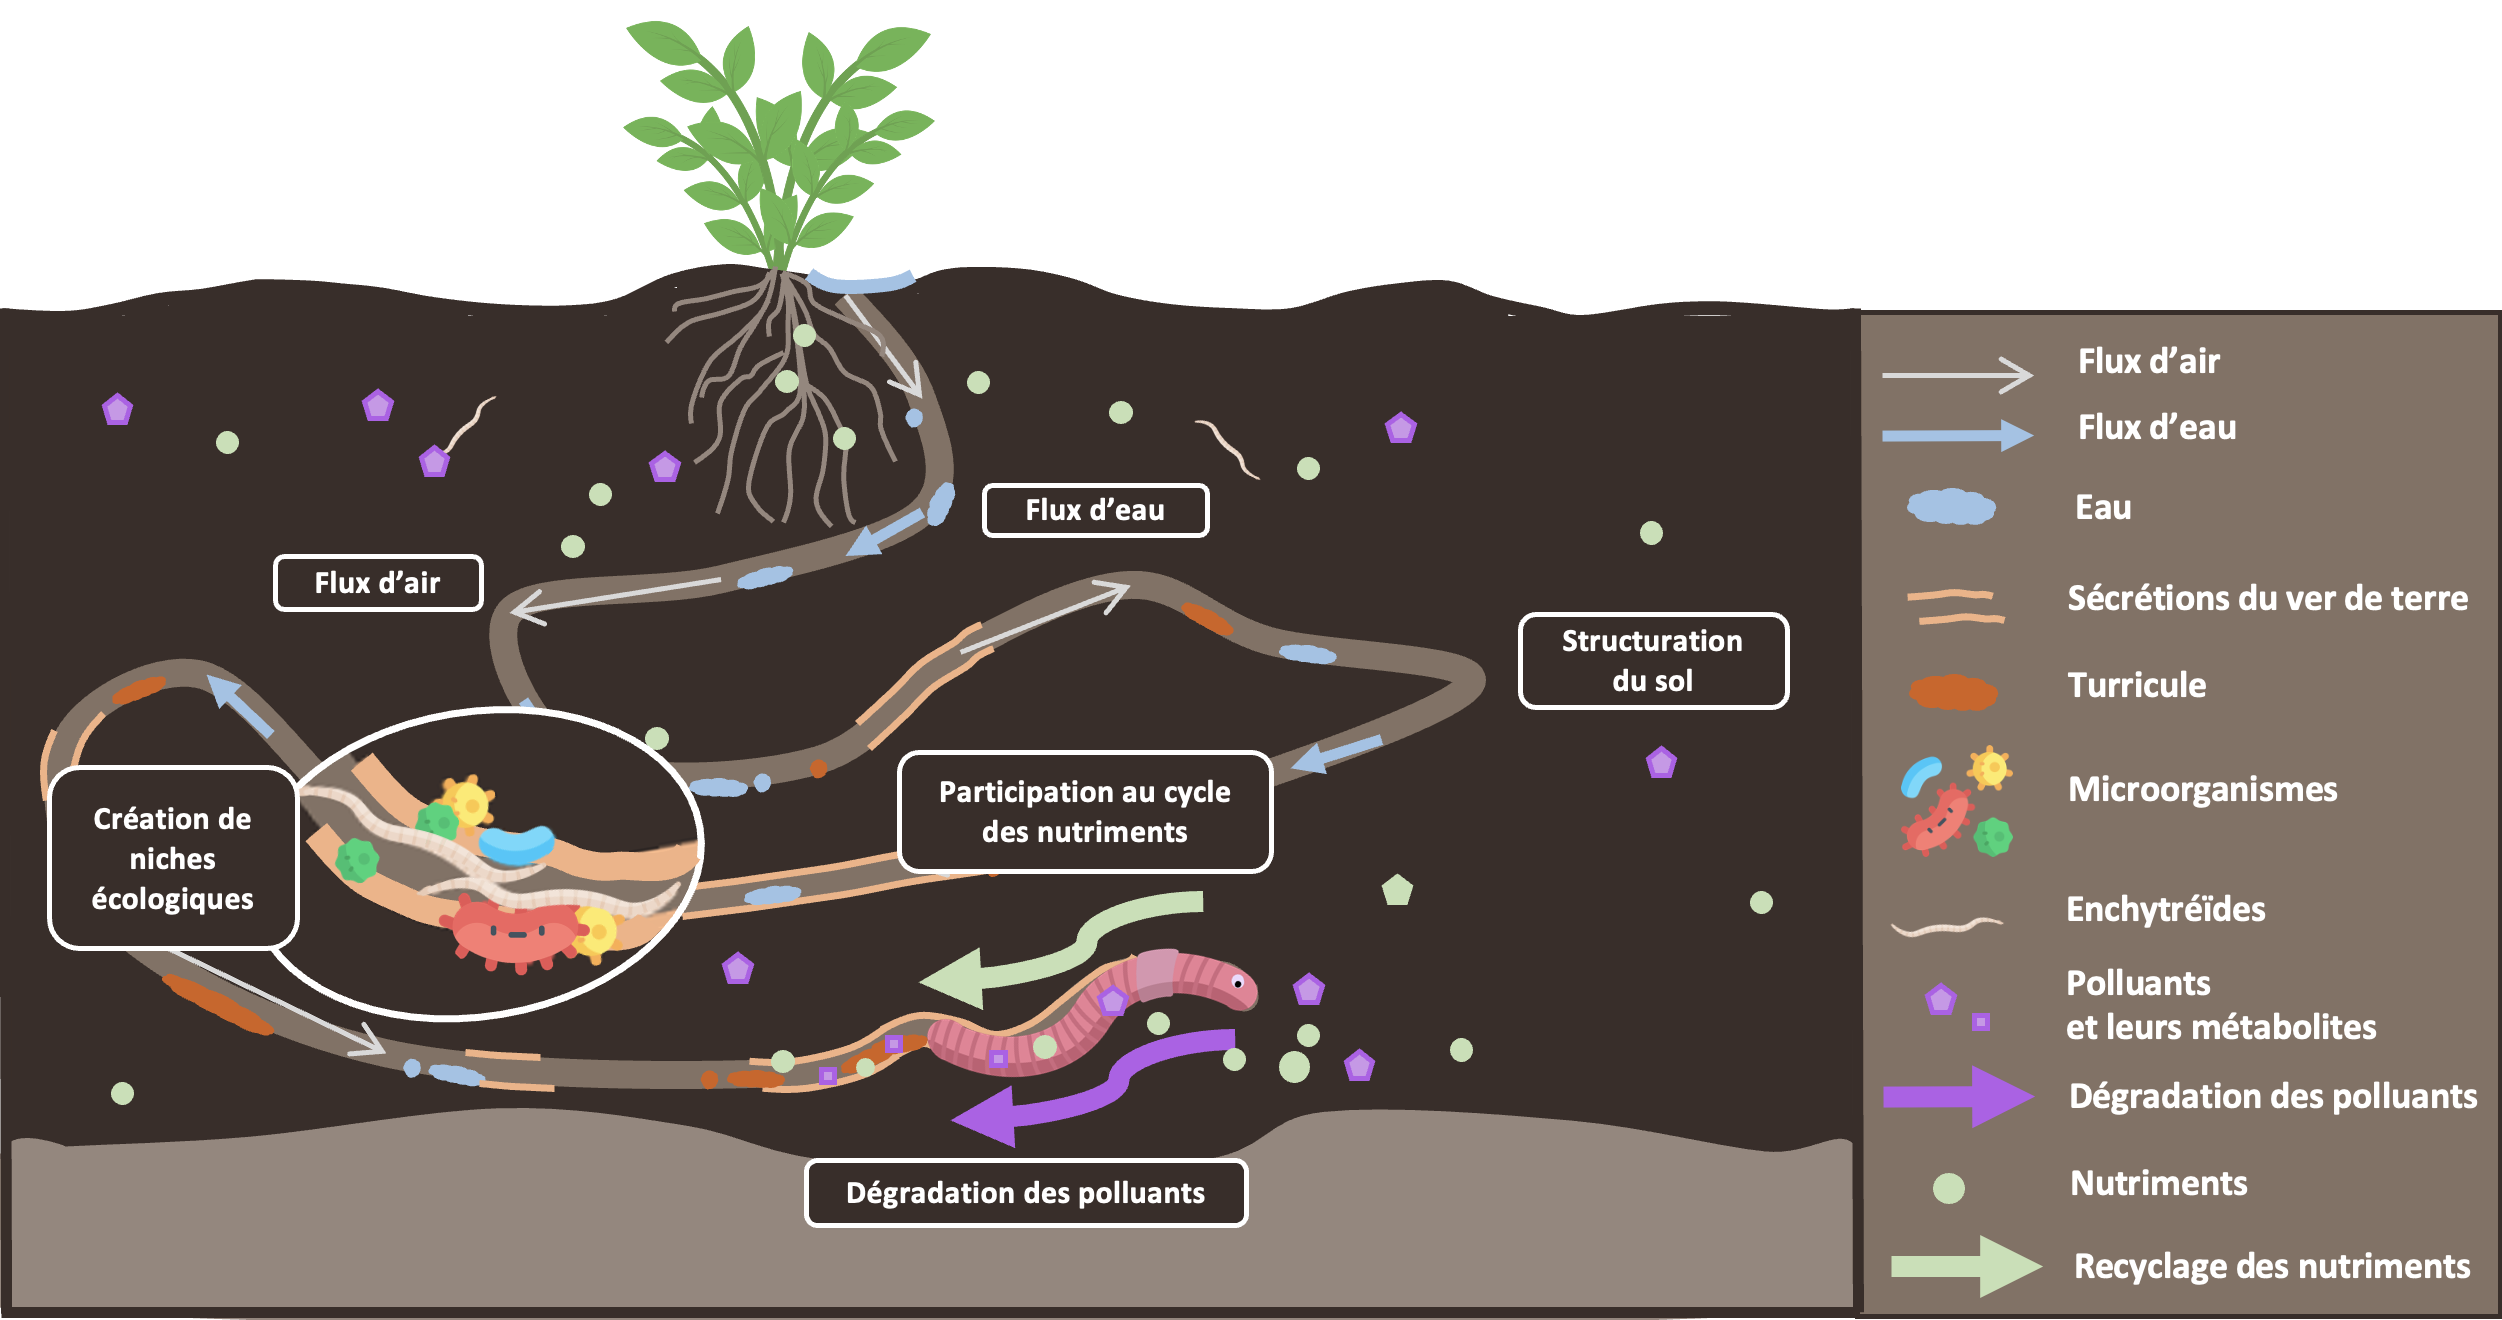 Flux d'eau
Flux d'air
Structuration
du sol
Participation au cycle
des nutriments
Création de
niches
écologiques
Dégradation des polluants
Flux d'air
Flux d'eau
Eau
Sécrétions du ver de terre
Turricule
Microorganismes
Enchytréïdes
Polluants
et leurs métabolites
Dégradation des polluants
Nutriments
Recyclage des nutriments